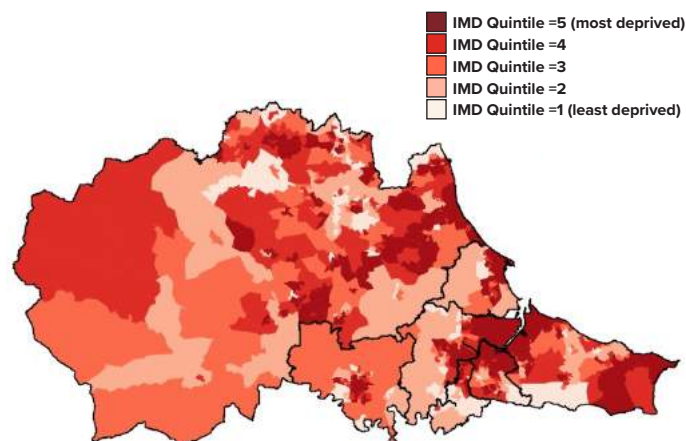 IMD Quintile =5 (most deprived)
IMD Quintile =4
IMD Quintile =3
IMD Quintile =2
IMD Quintile =1 (least deprived)